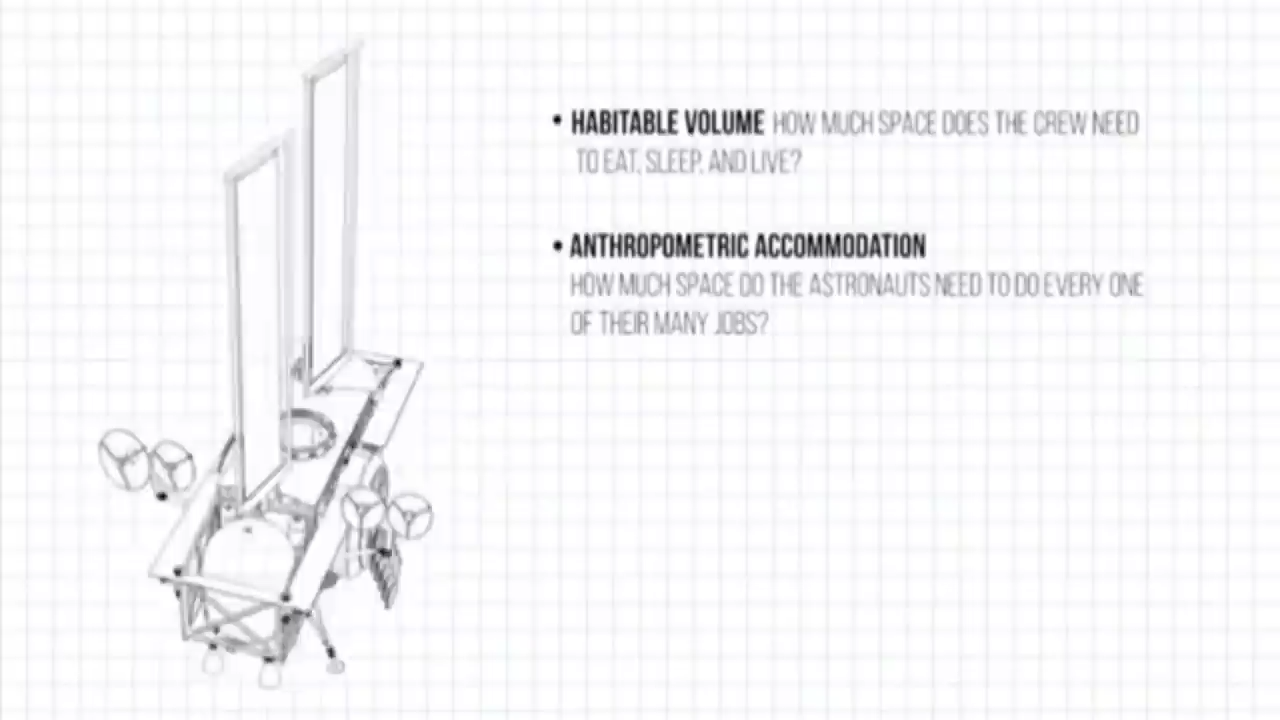 • HABITABLE VOLUME HOW MUCH SPACE DOES THE CREW NEED
TO EAT, SLEEP, AND LIVE?
• ANTHROPOMETRIC ACCOMMODATION
HOW MUCH SPACE DO THE ASTRONAUTS NEED TO DO EVERY ONE
OF THEIR MANY JOBS?